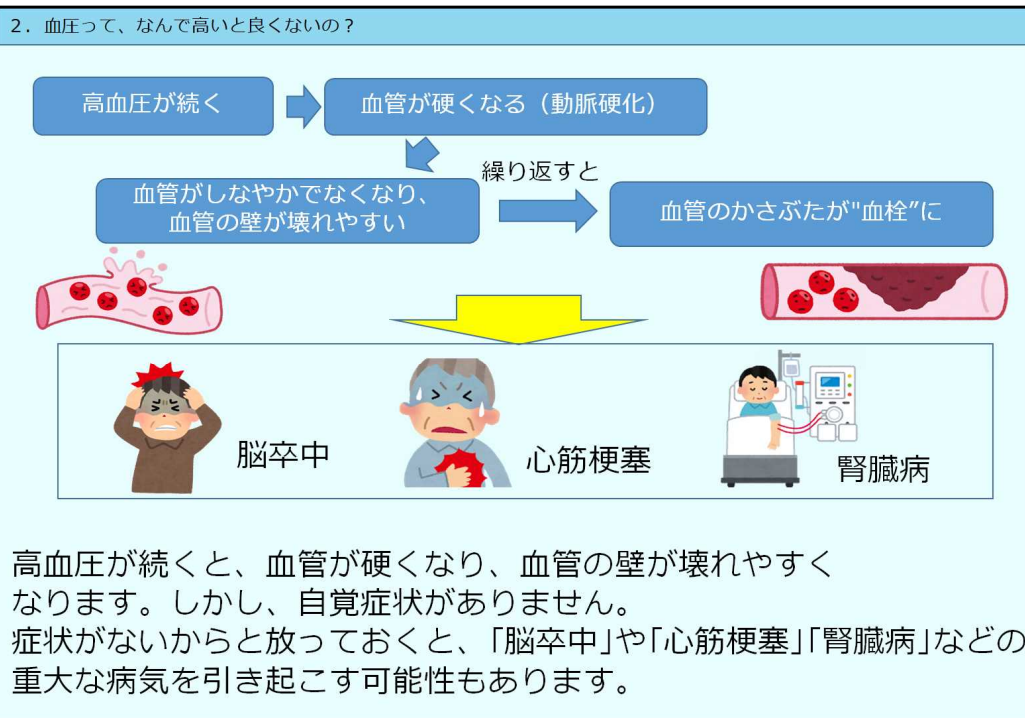 2．血圧って、なんで高いと良くないの？
高血圧が続く
血管が硬くなる（動脈硬化）
血管がしなやかでなくなり、
血管の壁が壊れやすい
繰り返すと
血管のかさぶたが"血栓”に
脳卒中
心筋梗塞
腎臓病
高血圧が続くと、血管が硬くなり、血管の壁が壊れやすく
なります。しかし、自覚症状がありません。
症状がないからと放っておくと、｢脳卒中｣や｢心筋梗塞｣｢腎臓病｣などの
重大な病気を引き起こす可能性もあります。